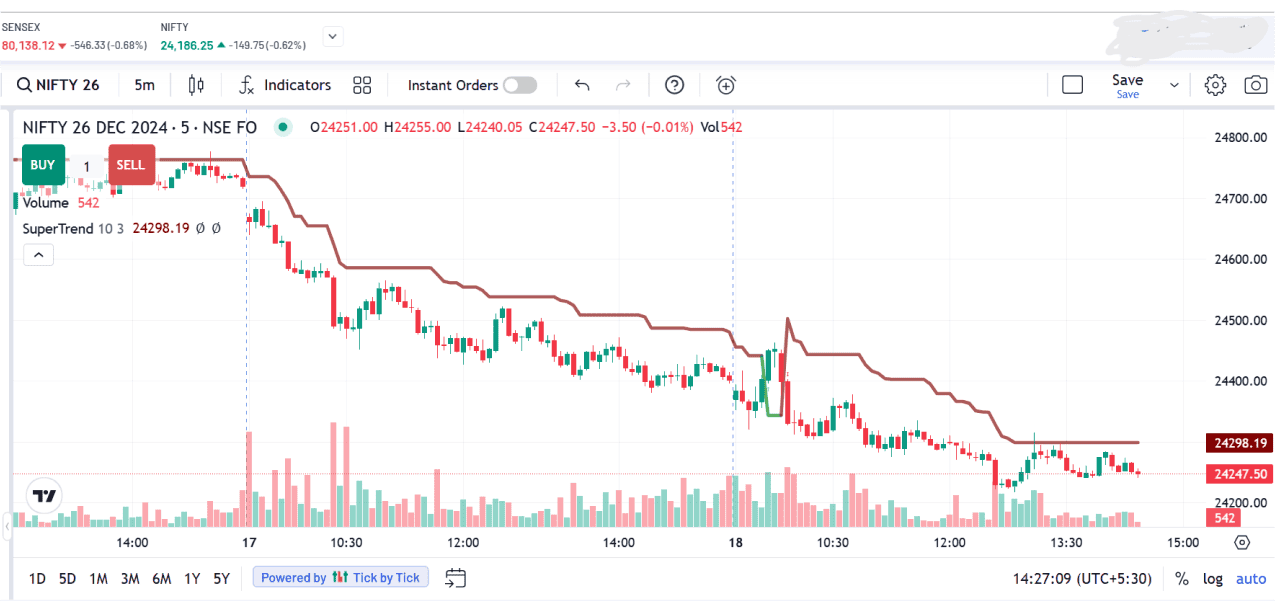 SENSEX
80,138.12 -546.33(-0.68%)
NIFTY
24,186.25 -149.75(-0.62%)
NIFTY 26 5m Indicators Instant Orders Save
Save
NIFTY 26 DEC 2024 · 5 · NSE FO O24251.00 H24255.00 L24240.05 C24247.50 −3.50 (−0.01%) Vol542
BUY 1 SELL
Volume 542
SuperTrend 10 3 24298.19 Ø Ø
24800.00
24700.00
24600.00
24500.00
24400.00
24298.19
24247.50
24200.00
542
14:00 17 10:30 12:00 14:00 18 10:30 12:00 13:30 15:00
1D 5D 1M 3M 6M 1Y 5Y Powered by Tick by Tick 14:27:09 (UTC+5:30) % log auto